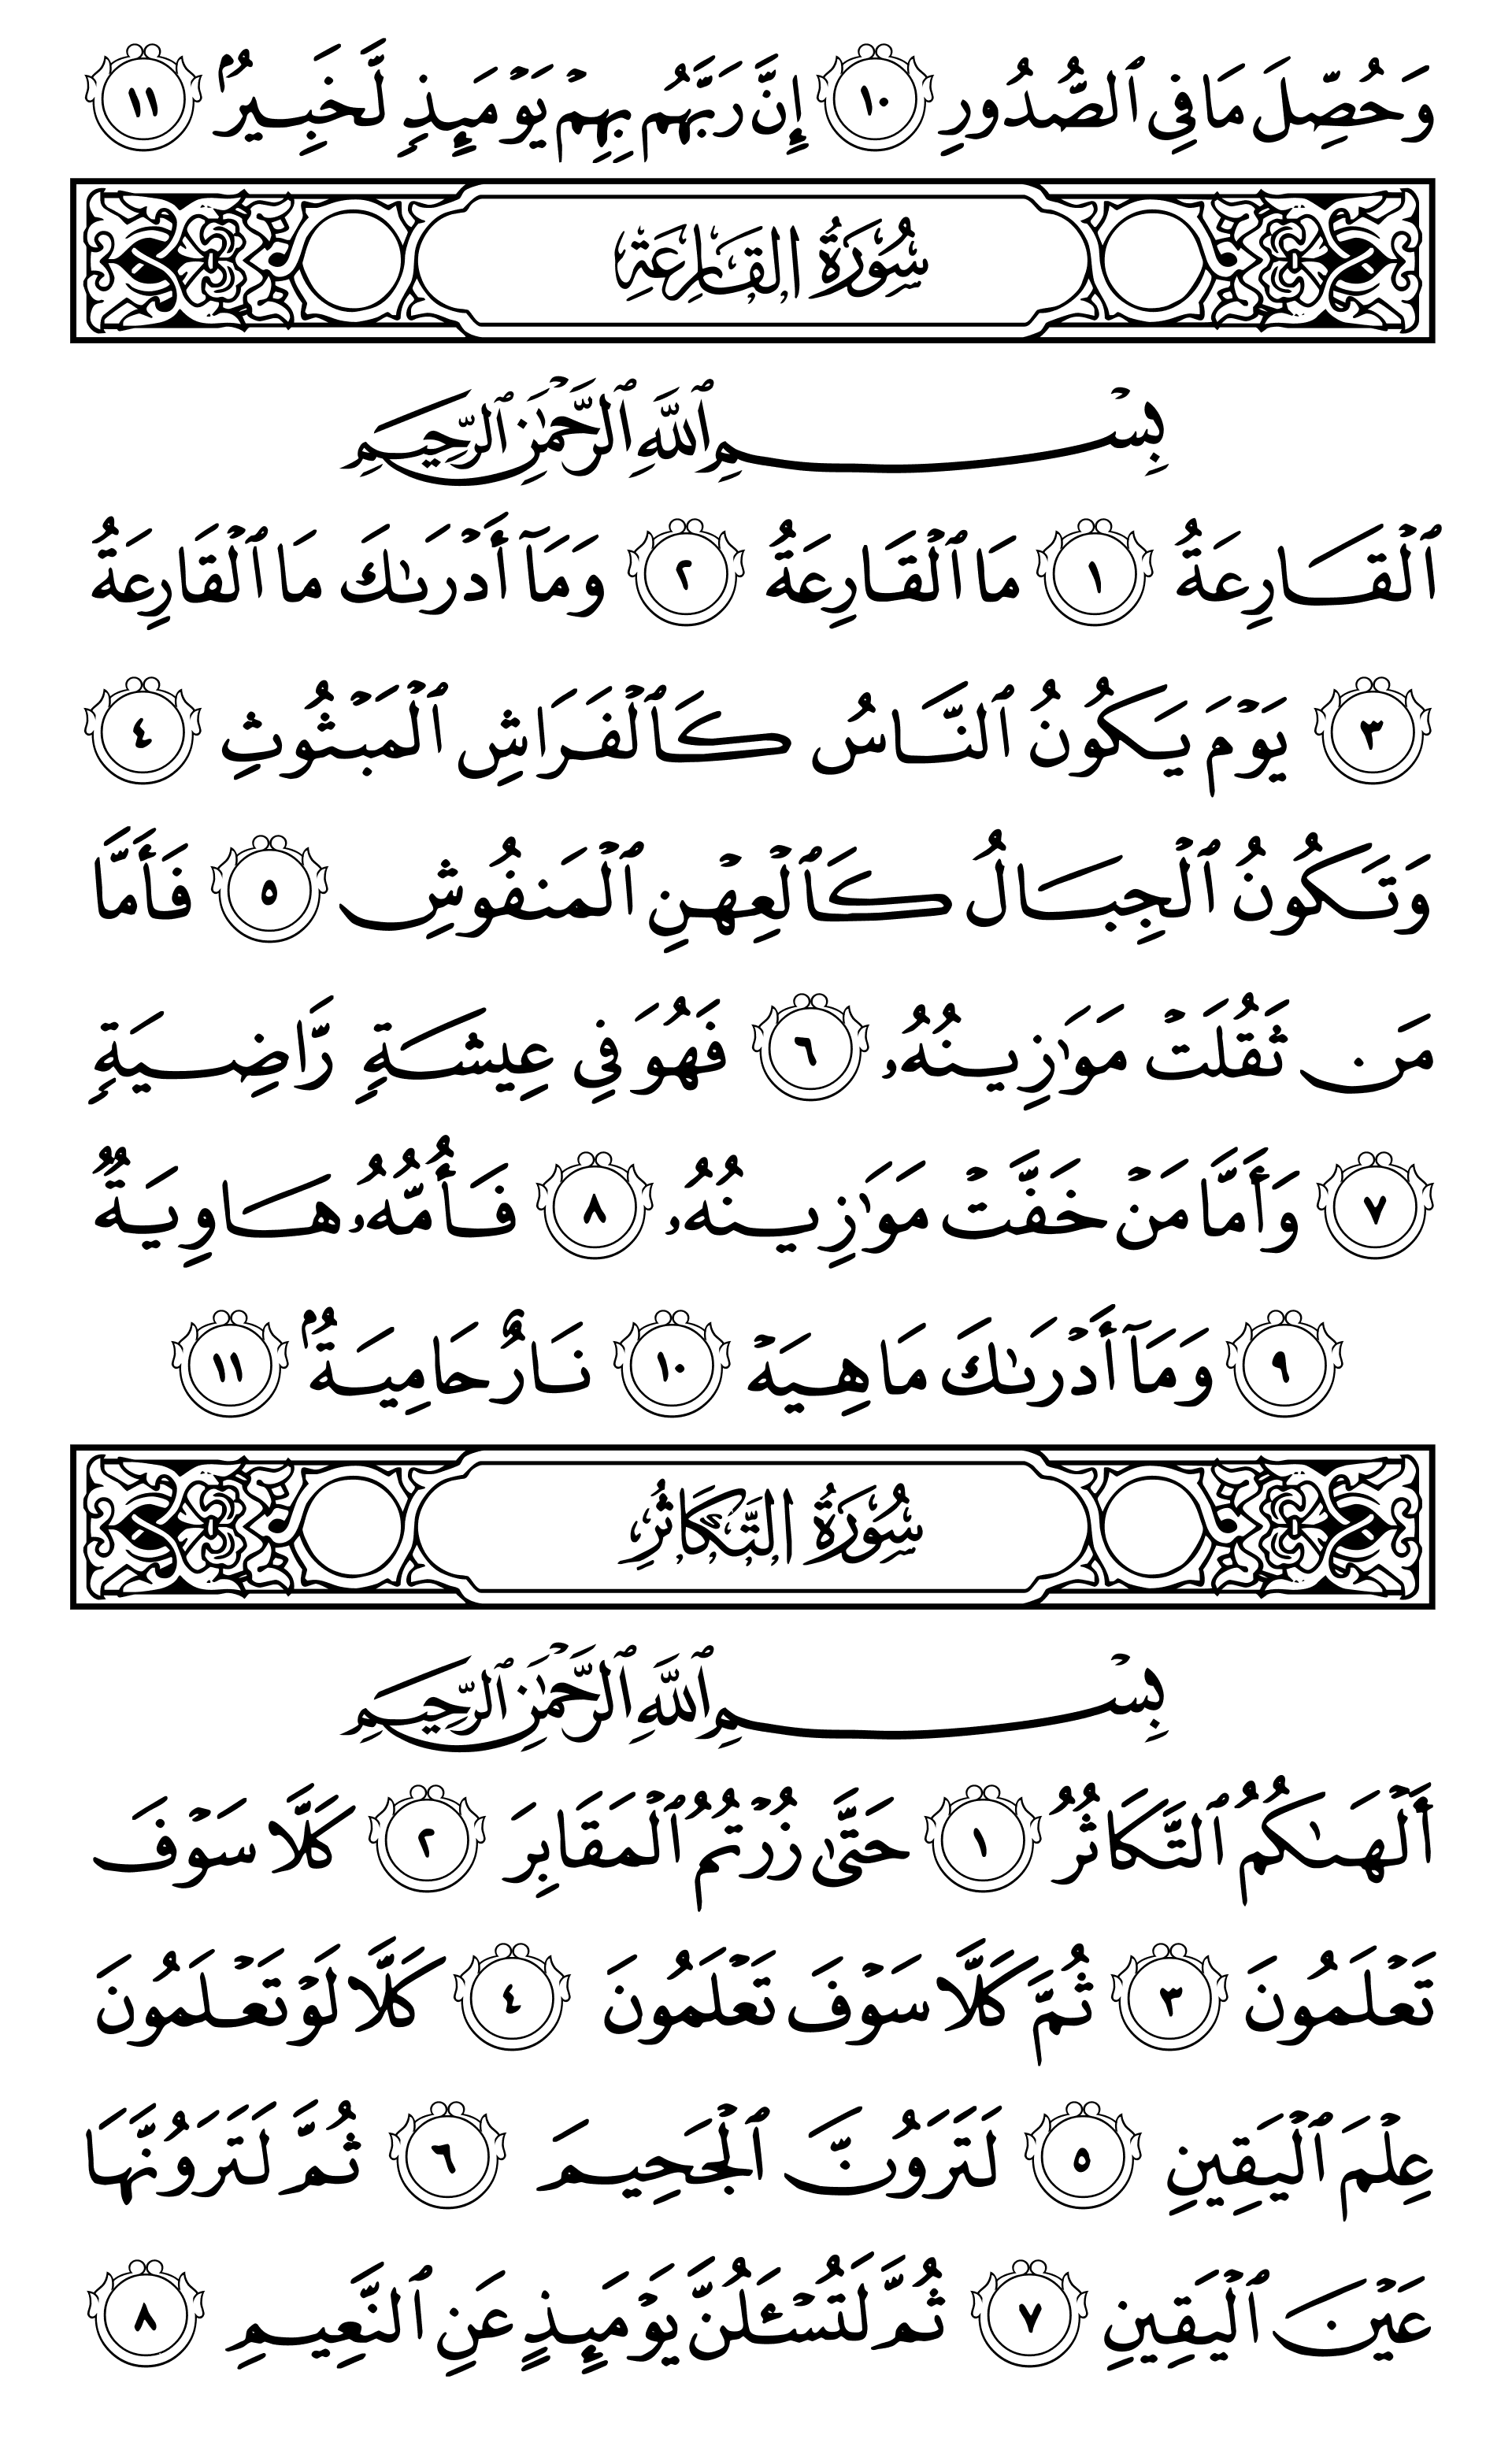 وَحُصِّلَ مَا فِى ٱلصُّدُورِ ١٠ إِنَّ رَبَّهُم بِهِمْ يَوْمَئِذٍ لَّخَبِيرٌۢ ١١
سُورَةُ القَارِعَةِ
بِسْمِ ٱللَّهِ ٱلرَّحْمَٰنِ ٱلرَّحِيمِ
ٱلْقَارِعَةُ ١ مَا ٱلْقَارِعَةُ ٢ وَمَآ أَدْرَىٰكَ مَا ٱلْقَارِعَةُ
٣ يَوْمَ يَكُونُ ٱلنَّاسُ كَٱلْفَرَاشِ ٱلْمَبْثُوثِ ٤
وَتَكُونُ ٱلْجِبَالُ كَٱلْعِهْنِ ٱلْمَنفُوشِ ٥ فَأَمَّا
مَن ثَقُلَتْ مَوَٰزِينُهُۥ ٦ فَهُوَ فِى عِيشَةٍ رَّاضِيَةٍ
٧ وَأَمَّا مَنْ خَفَّتْ مَوَٰزِينُهُۥ ٨ فَأُمُّهُۥ هَاوِيَةٌ
٩ وَمَآ أَدْرَىٰكَ مَا هِيَهْ ١٠ نَارٌ حَامِيَةٌۢ ١١
سُورَةُ التَّكَاثُرِ
بِسْمِ ٱللَّهِ ٱلرَّحْمَٰنِ ٱلرَّحِيمِ
أَلْهَىٰكُمُ ٱلتَّكَاثُرُ ١ حَتَّىٰ زُرْتُمُ ٱلْمَقَابِرَ ٢ كَلَّا سَوْفَ
تَعْلَمُونَ ٣ ثُمَّ كَلَّا سَوْفَ تَعْلَمُونَ ٤ كَلَّا لَوْ تَعْلَمُونَ
عِلْمَ ٱلْيَقِينِ ٥ لَتَرَوُنَّ ٱلْجَحِيمَ ٦ ثُمَّ لَتَرَوُنَّهَا
عَيْنَ ٱلْيَقِينِ ٧ ثُمَّ لَتُسْـَٔلُنَّ يَوْمَئِذٍ عَنِ ٱلنَّعِيمِ ٨